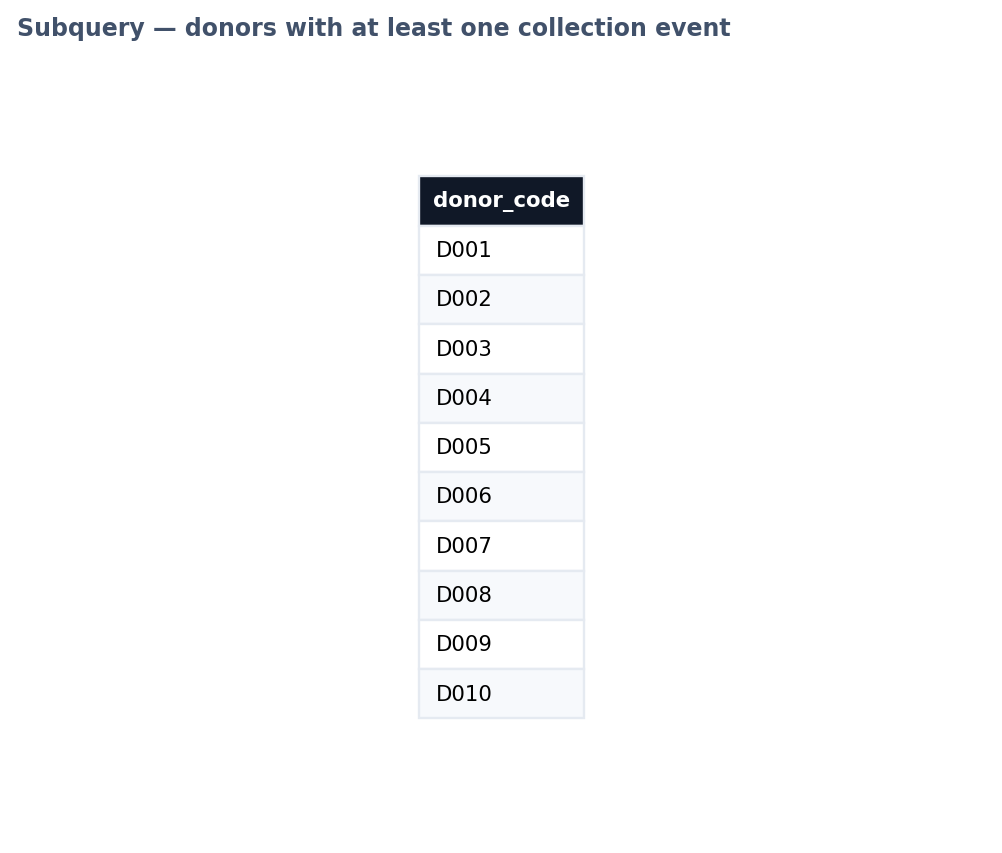 Subquery — donors with at least one collection event
donor_code
D001
D002
D003
D004
D005
D006
D007
D008
D009
D010